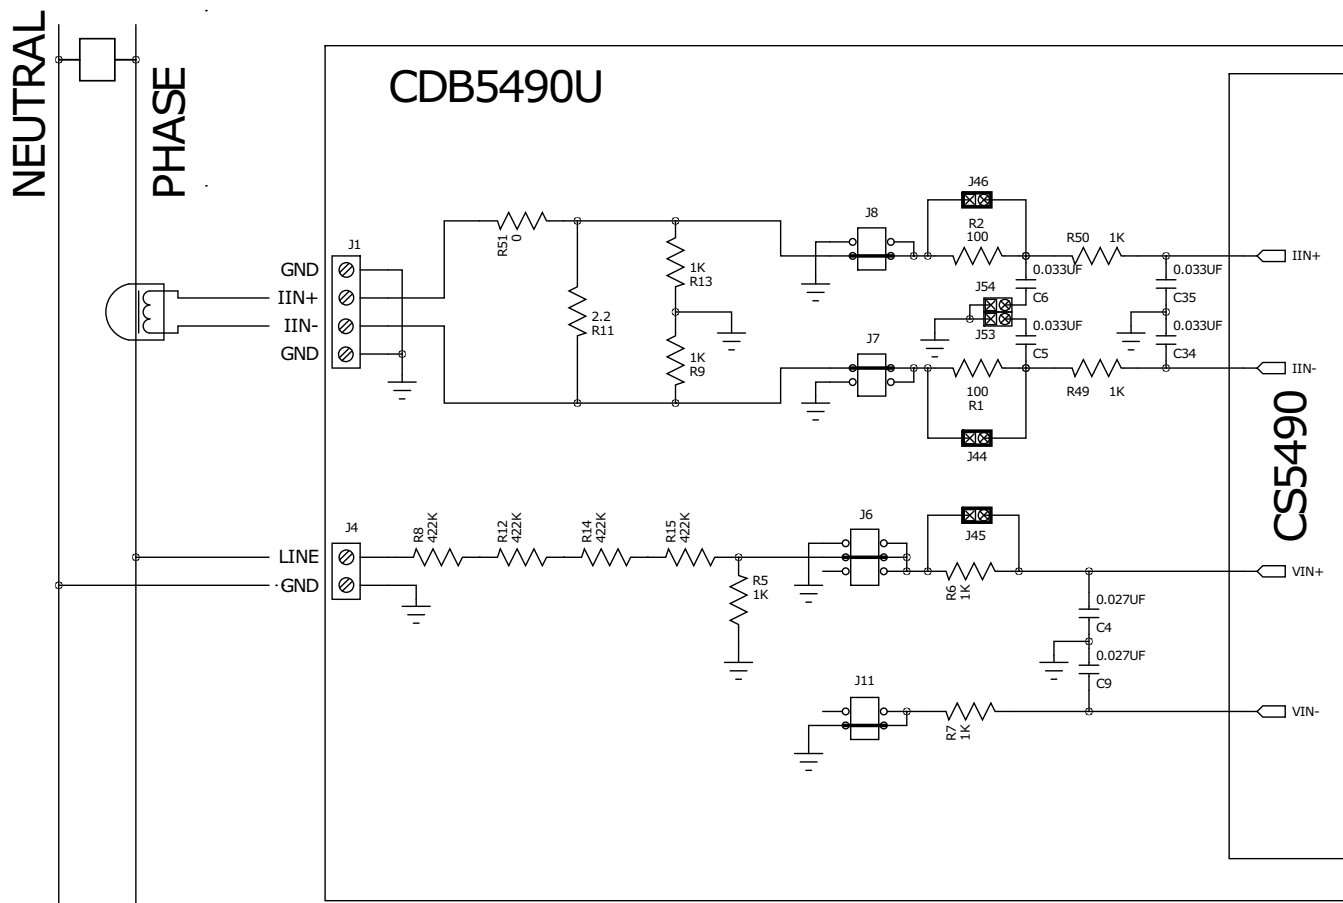 NEUTRAL
PHASE
CDB5490U
J1
GND
IIN+
IIN-
GND
R51
0
2.2
R11
1K
R13
1K
R9
J8
J46
R2
100
R50 1K
0.033UF
C6
0.033UF
C35
IIN+
J54
J53
0.033UF
C5
0.033UF
C34
J7
100
R1
R49 1K
IIN-
J44
CS5490
J4
LINE
GND
R8
422K
R12
422K
R14
422K
R15
422K
R5
1K
J6
J45
R6
1K
VIN+
0.027UF
C4
0.027UF
C9
J11
R7
1K
VIN-